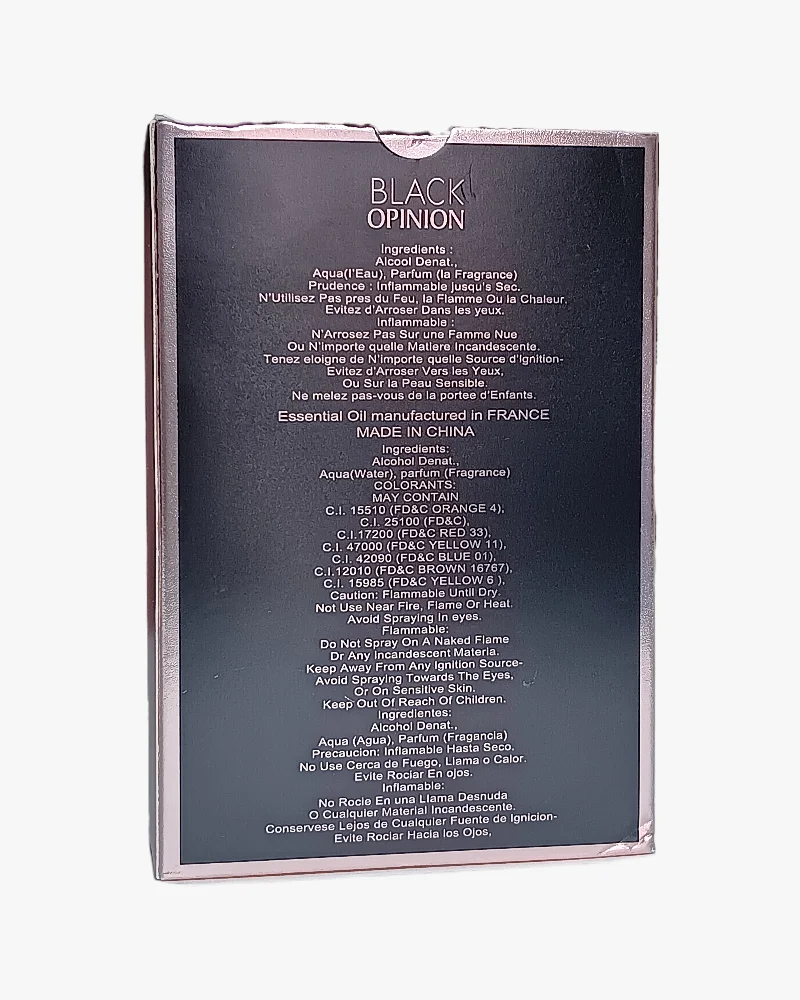 BLACK
OPINION
Ingredients :
Alcool Denat.,
Aqua(l'Eau), Parfum (la Fragrance)
Prudence : Inflammable jusqu's Sec.
N'Utilisez Pas pres du Feu, la Flamme Ou la Chaleur,
Evitez d'Arroser Dans les yeux.
Inflammable :
N'Arrosez Pas Sur une Famme Nue
Ou N'importe quelle Matiere Incandescente.
Tenez eloigne de N'importe quelle Source d'Ignition-
Evitez d'Arroser Vers les Yeux,
Ou Sur la Peau Sensible.
Ne melez pas-vous de la portee d'Enfants.
Essential Oil manufactured in FRANCE
MADE IN CHINA
Ingredients:
Alcohol Denat.,
Aqua(Water), parfum (Fragrance)
COLORANTS:
MAY CONTAIN
C.I. 15510 (FD&C ORANGE 4),
C.I. 25100 (FD&C),
C.I.17200 (FD&C RED 33),
C.I. 47000 (FD&C YELLOW 11),
C.I. 42090 (FD&C BLUE 01),
C.I.12010 (FD&C BROWN 16767),
C.I. 15985 (FD&C YELLOW 6 ),
Caution: Flammable Until Dry.
Not Use Near Fire, Flame Or Heat.
Avoid Spraying In eyes.
Flammable:
Do Not Spray On A Naked Flame
Dr Any Incandescent Materia.
Keep Away From Any Ignition Source-
Avoid Spraying Towards The Eyes,
Or On Sensitive Skin.
Keep Out Of Reach Of Children.
Ingredientes:
Alcohol Denat.,
Aqua (Agua), Parfum (Fragancia)
Precaucion: Inflamable Hasta Seco.
No Use Cerca de Fuego, Llama o Calor.
Evite Rociar En ojos.
Inflamable:
No Rocie En una Llama Desnuda
O Cualquier Material Incandescente.
Conservese Lejos de Cualquier Fuente de Ignicion-
Evite Rociar Hacia los Ojos,